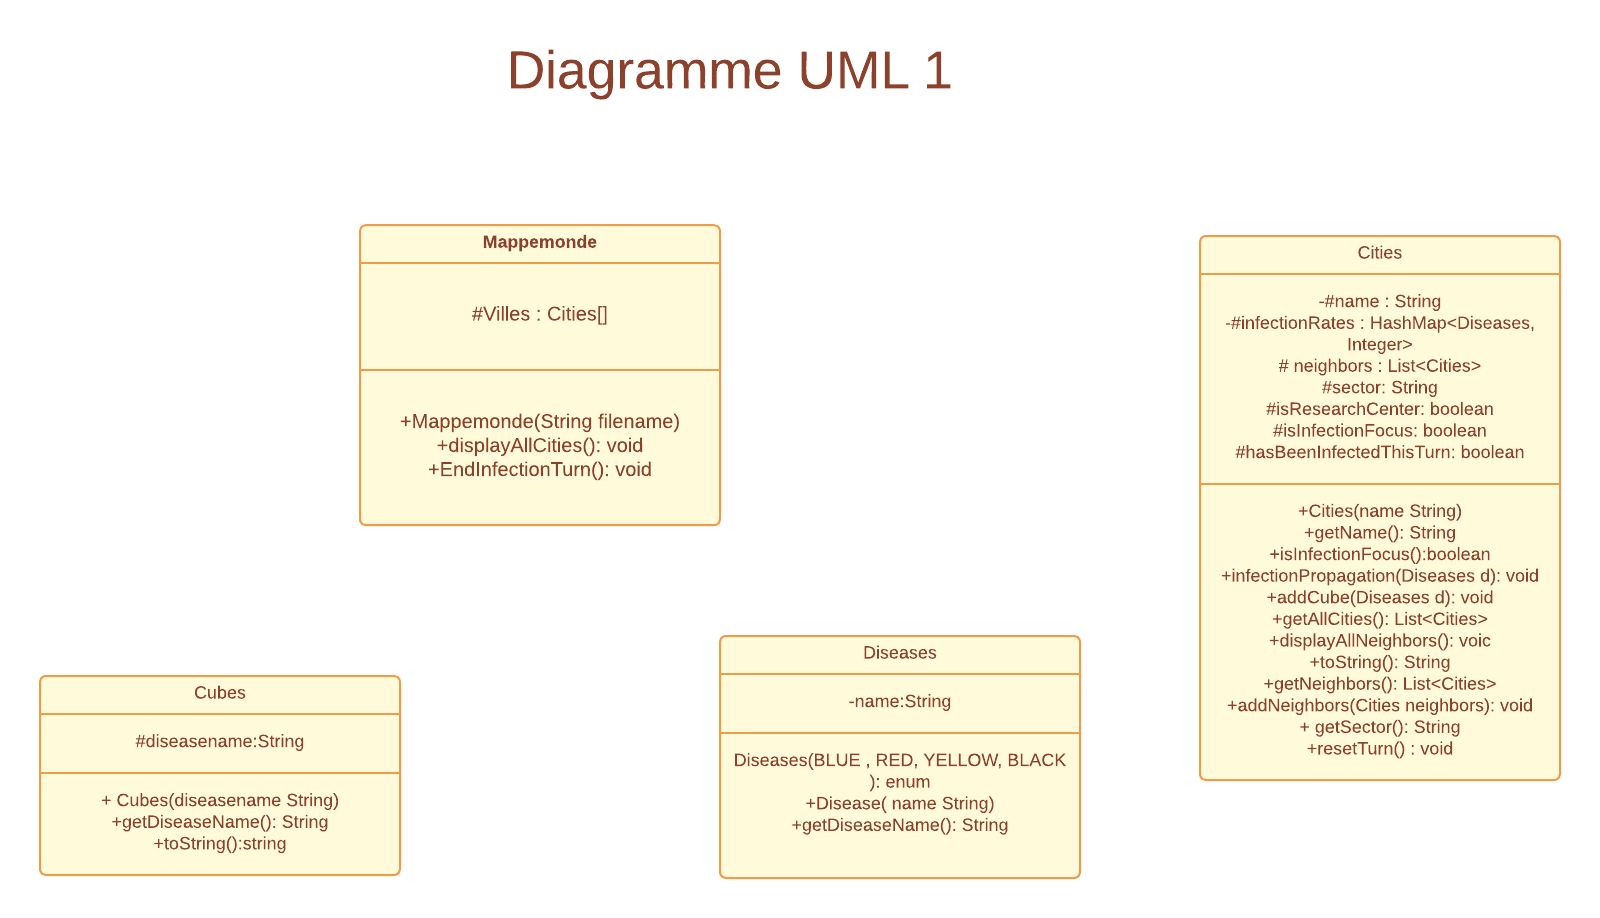 Diagramme UML 1
Mappemonde
#Villes : Cities[]
+Mappemonde(String filename)
+displayAllCities(): void
+EndInfectionTurn(): void
Cities
-#name : String
-#infectionRates : HashMap<Diseases,
Integer>
# neighbors : List<Cities>
#sector: String
#isResearchCenter: boolean
#isInfectionFocus: boolean
#hasBeenInfectedThisTurn: boolean
+Cities(name String)
+getName(): String
+isInfectionFocus():boolean
+infectionPropagation(Diseases d): void
+addCube(Diseases d): void
+getAllCities(): List<Cities>
+displayAllNeighbors(): voic
+toString(): String
+getNeighbors(): List<Cities>
+addNeighbors(Cities neighbors): void
+ getSector(): String
+resetTurn() : void
Cubes
#diseasename:String
+ Cubes(diseasename String)
+getDiseaseName(): String
+toString():string
Diseases
-name:String
Diseases(BLUE , RED, YELLOW, BLACK
): enum
+Disease( name String)
+getDiseaseName(): String